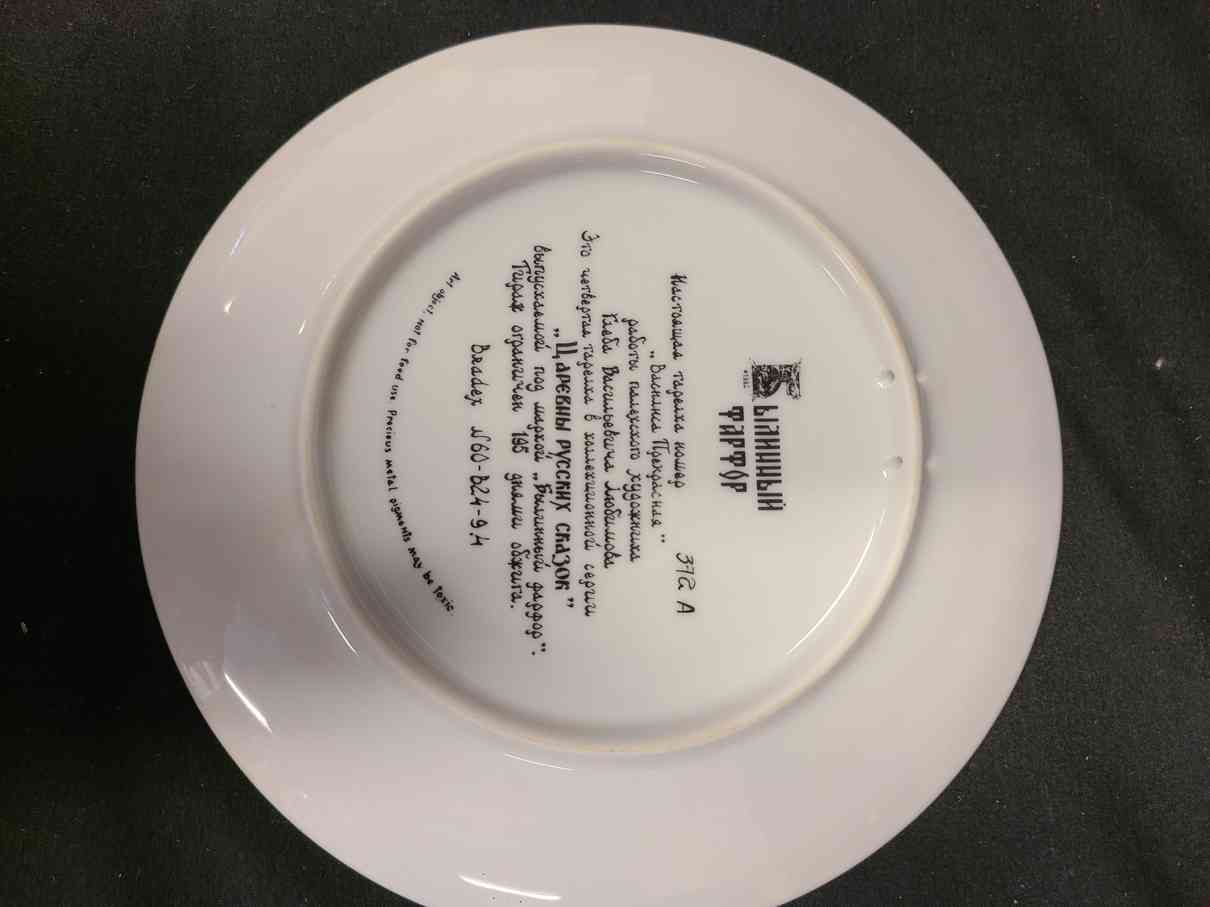 БЫЛИННЫЙ
ФАРФОР
Настоящая тарелка номер 372 А
„Василиса Прекрасная”
работы палехского художника
Глеба Васильевича Любимова
Это четвертая тарелка в коллекционной серии
„ЦАРЕВНЫ РУССКИХ СКАЗОК”
выпускаемой под маркой „Былинный фарфор”.
Тираж ограничен 195 днями обжига.
Bradex №60-B24-9.4
Art object, not for food use. Precious metal pigments may be toxic.